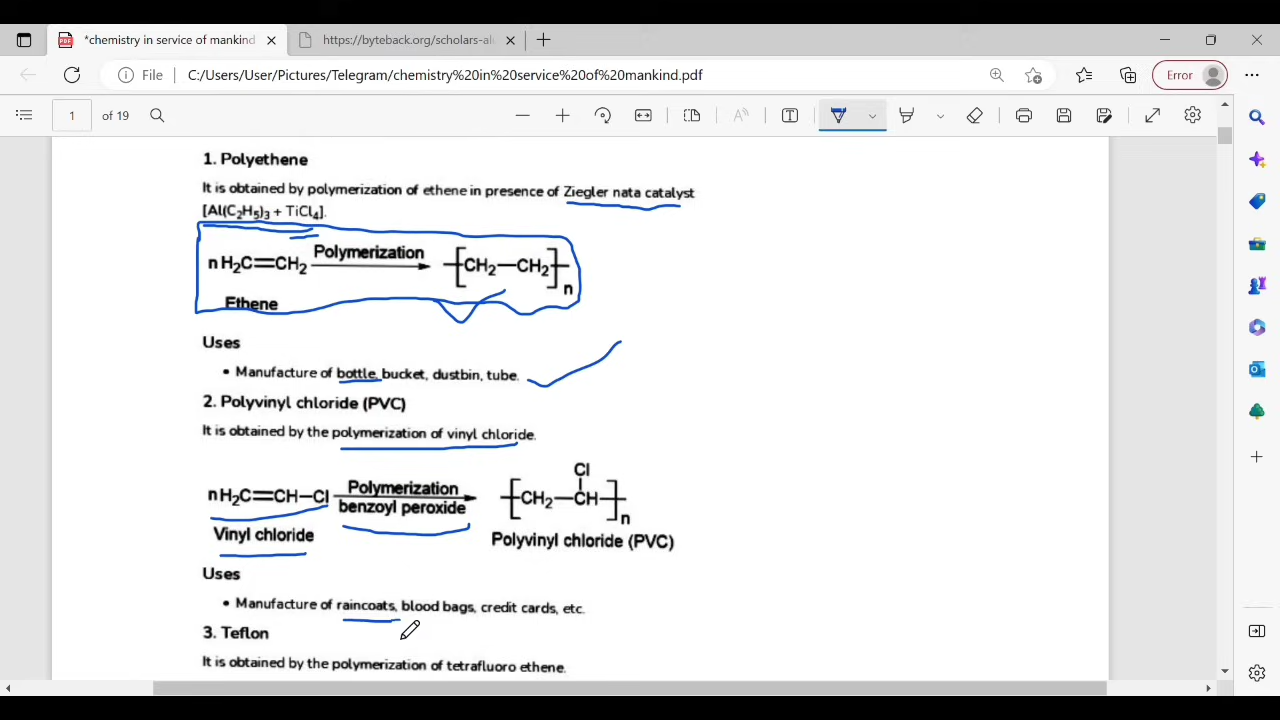 *chemistry in service of mankind
https://byteback.org/scholars-al
File C:/Users/User/Pictures/Telegram/chemistry%20in%20service%20of%20mankind.pdf Error
1 of 19
1. Polyethene
It is obtained by polymerization of ethene in presence of Ziegler nata catalyst
[Al(C₂H₅)₃ + TiCl₄].
n H₂C=CH₂ Polymerization [CH₂—CH₂]n
Ethene
Uses
• Manufacture of bottle, bucket, dustbin, tube.
2. Polyvinyl chloride (PVC)
It is obtained by the polymerization of vinyl chloride.
Cl
n H₂C=CH—Cl Polymerization benzoyl peroxide [CH₂—CH]n
Vinyl chloride Polyvinyl chloride (PVC)
Uses
• Manufacture of raincoats, blood bags, credit cards, etc.
3. Teflon
It is obtained by the polymerization of tetrafluoro ethene.